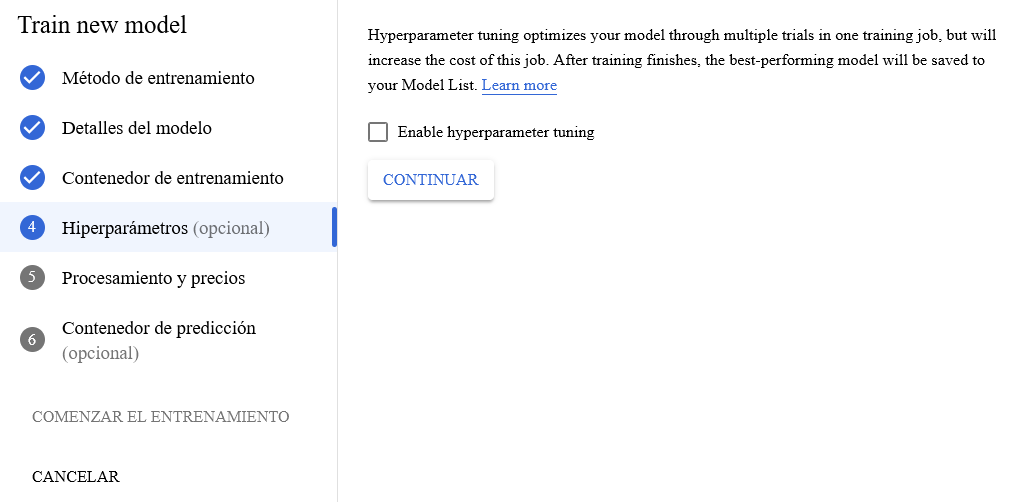 Train new model
Método de entrenamiento
Detalles del modelo
Contenedor de entrenamiento
4 Hiperparámetros (opcional)
5 Procesamiento y precios
6 Contenedor de predicción
(opcional)
COMENZAR EL ENTRENAMIENTO
CANCELAR
Hyperparameter tuning optimizes your model through multiple trials in one training job, but will
increase the cost of this job. After training finishes, the best-performing model will be saved to
your Model List. Learn more
Enable hyperparameter tuning
CONTINUAR